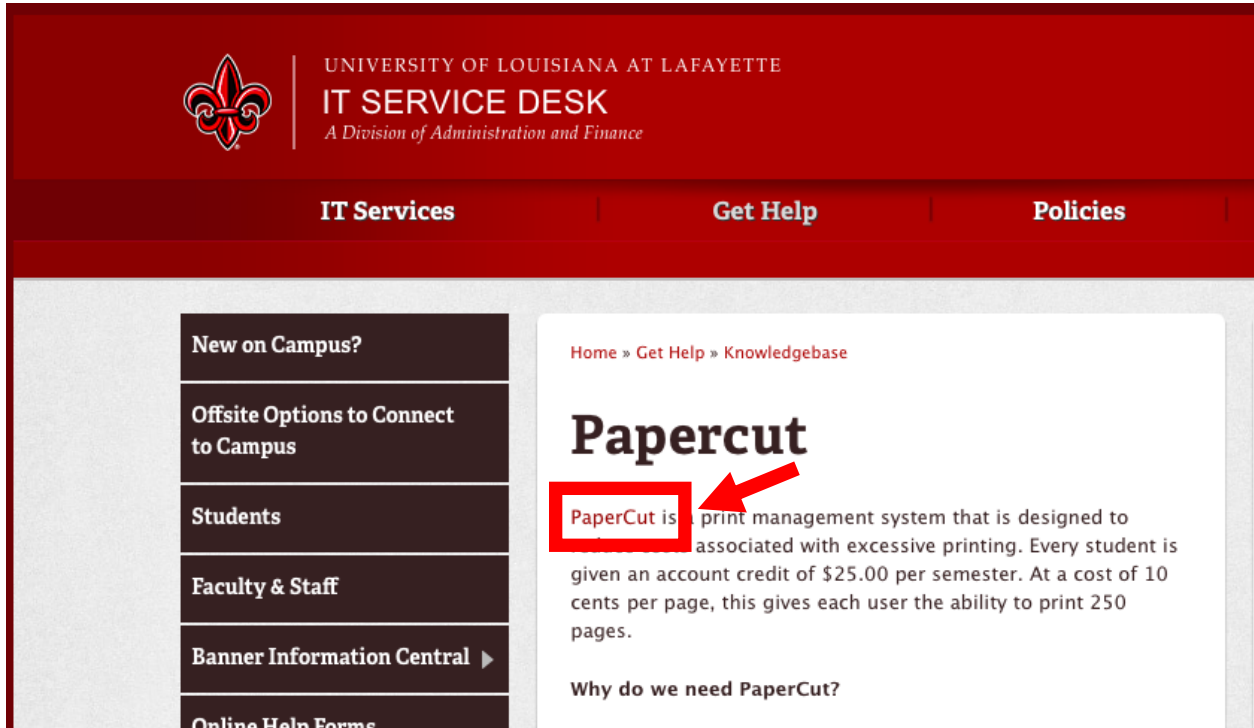 UNIVERSITY OF LOUISIANA AT LAFAYETTE
IT SERVICE DESK
A Division of Administration and Finance
IT Services
Get Help
Policies
New on Campus?
Offsite Options to Connect
to Campus
Students
Faculty & Staff
Banner Information Central
Online Help Forms
Home » Get Help » Knowledgebase
Papercut
PaperCut is a print management system that is designed to
associated with excessive printing. Every student is
given an account credit of $25.00 per semester. At a cost of 10
cents per page, this gives each user the ability to print 250
pages.
Why do we need PaperCut?